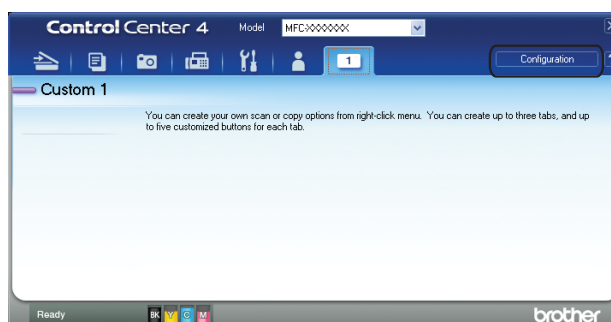 Control Center 4 Model MFC-XXXXXX
1 Configuration
Custom 1
You can create your own scan or copy options from right-click menu. You can create up to three tabs, and up
to five customized buttons for each tab.
Ready BK Y C M brother